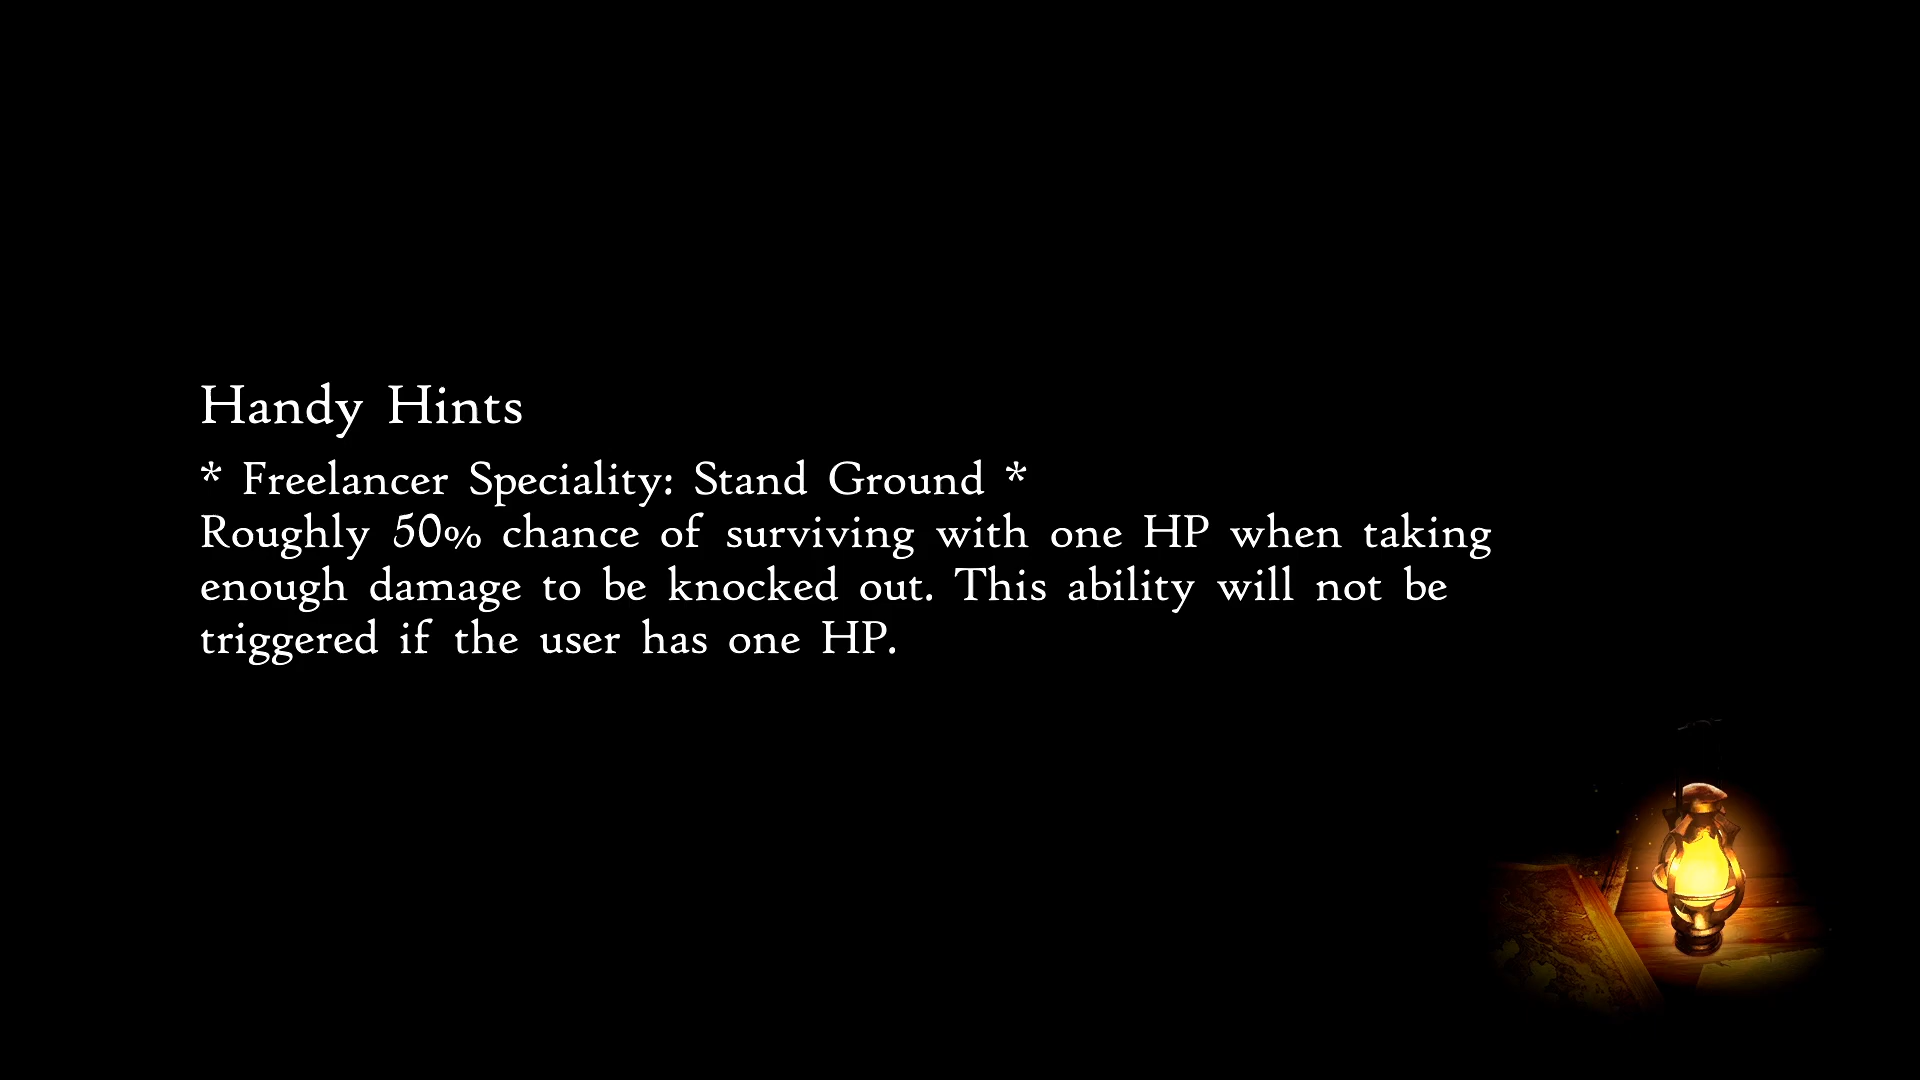 Handy Hints
* Freelancer Speciality: Stand Ground *
Roughly 50% chance of surviving with one HP when taking
enough damage to be knocked out. This ability will not be
triggered if the user has one HP.